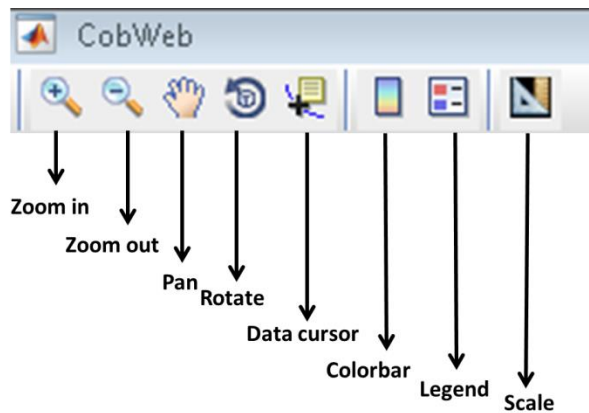 CobWeb
Zoom in
Zoom out
Pan
Rotate
Data cursor
Colorbar
Legend
Scale